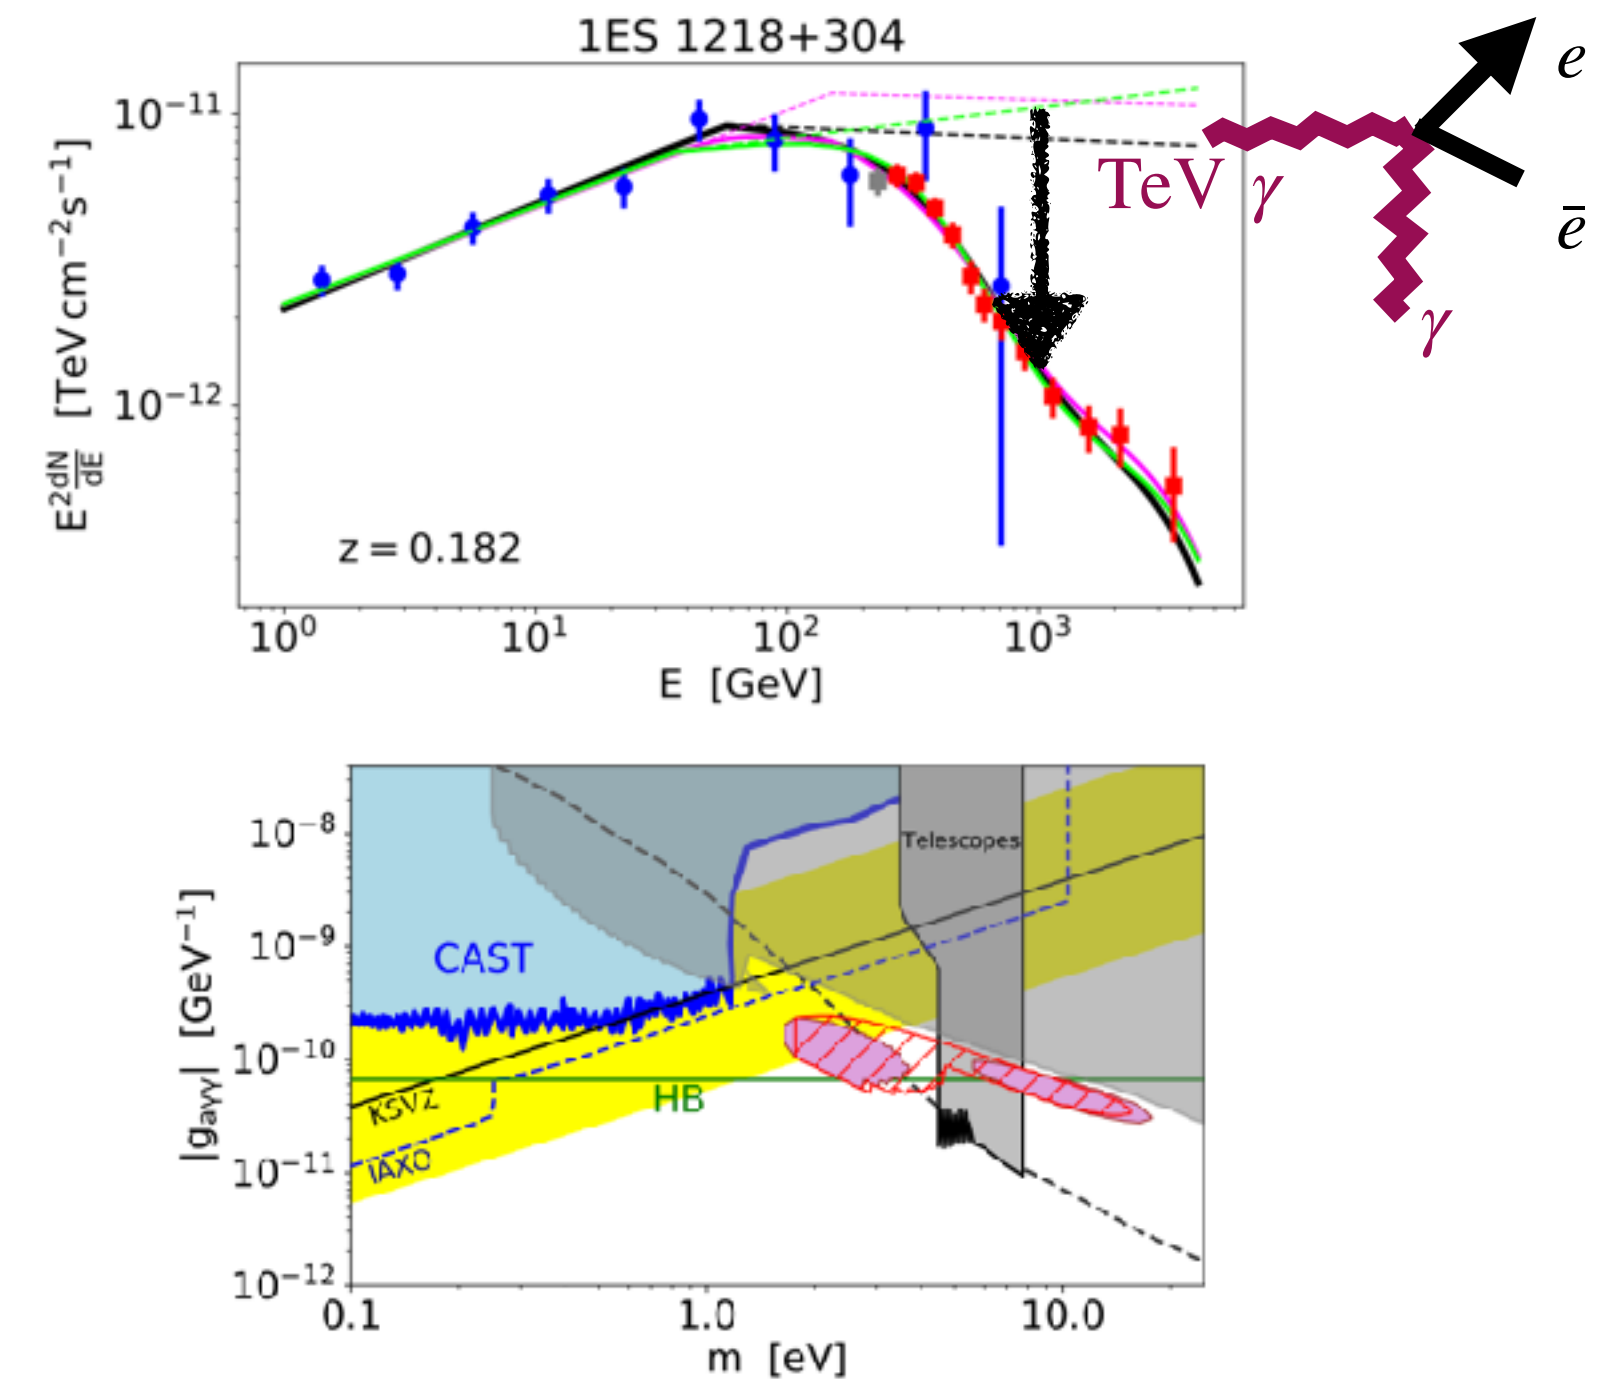 1ES 1218+304
10⁻¹¹
10⁻¹²
E² dN/dE [TeV cm⁻² s⁻¹]
z = 0.182
10⁰ 10¹ 10² 10³
E [GeV]
e
TeV γ
ē
γ
10⁻⁸
10⁻⁹
10⁻¹⁰
10⁻¹¹
10⁻¹²
|gₐᵧᵧ| [GeV⁻¹]
Telescopes
CAST
HB
KSVZ
IAXO
0.1 1.0 10.0
m [eV]